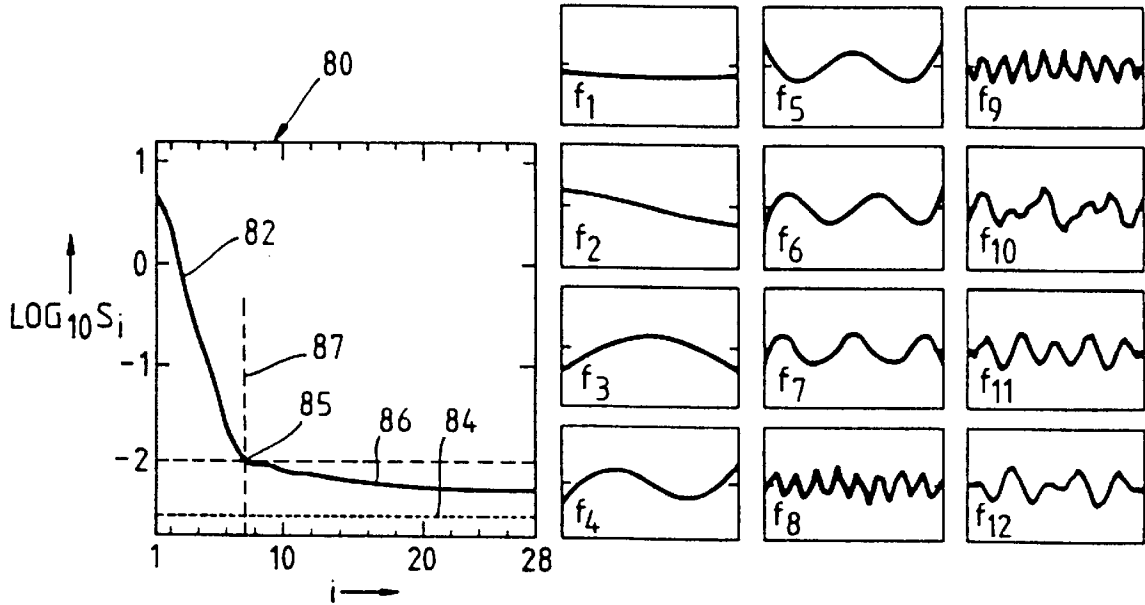 80
1
82
0
LOG₁₀Sᵢ
87
-1
85
86
84
-2
1
10
20
28
i
f₁
f₅
f₉
f₂
f₆
f₁₀
f₃
f₇
f₁₁
f₄
f₈
f₁₂